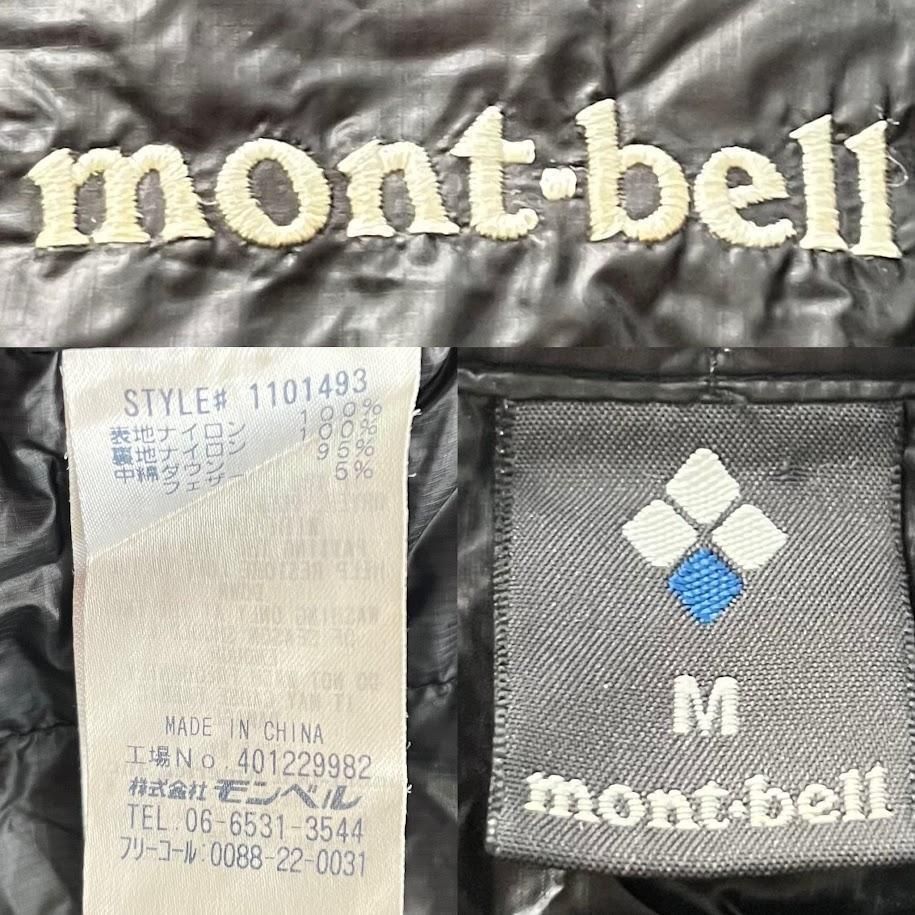 mont·bell
STYLE# 1101493
表地ナイロン 100%
裏地ナイロン 100%
中綿ダウン 95%
フェザー 5%
MADE IN CHINA
工場No. 401229982
株式会社 モンベル
TEL.06-6531-3544
フリーコール:0088-22-0031
M
mont·bell